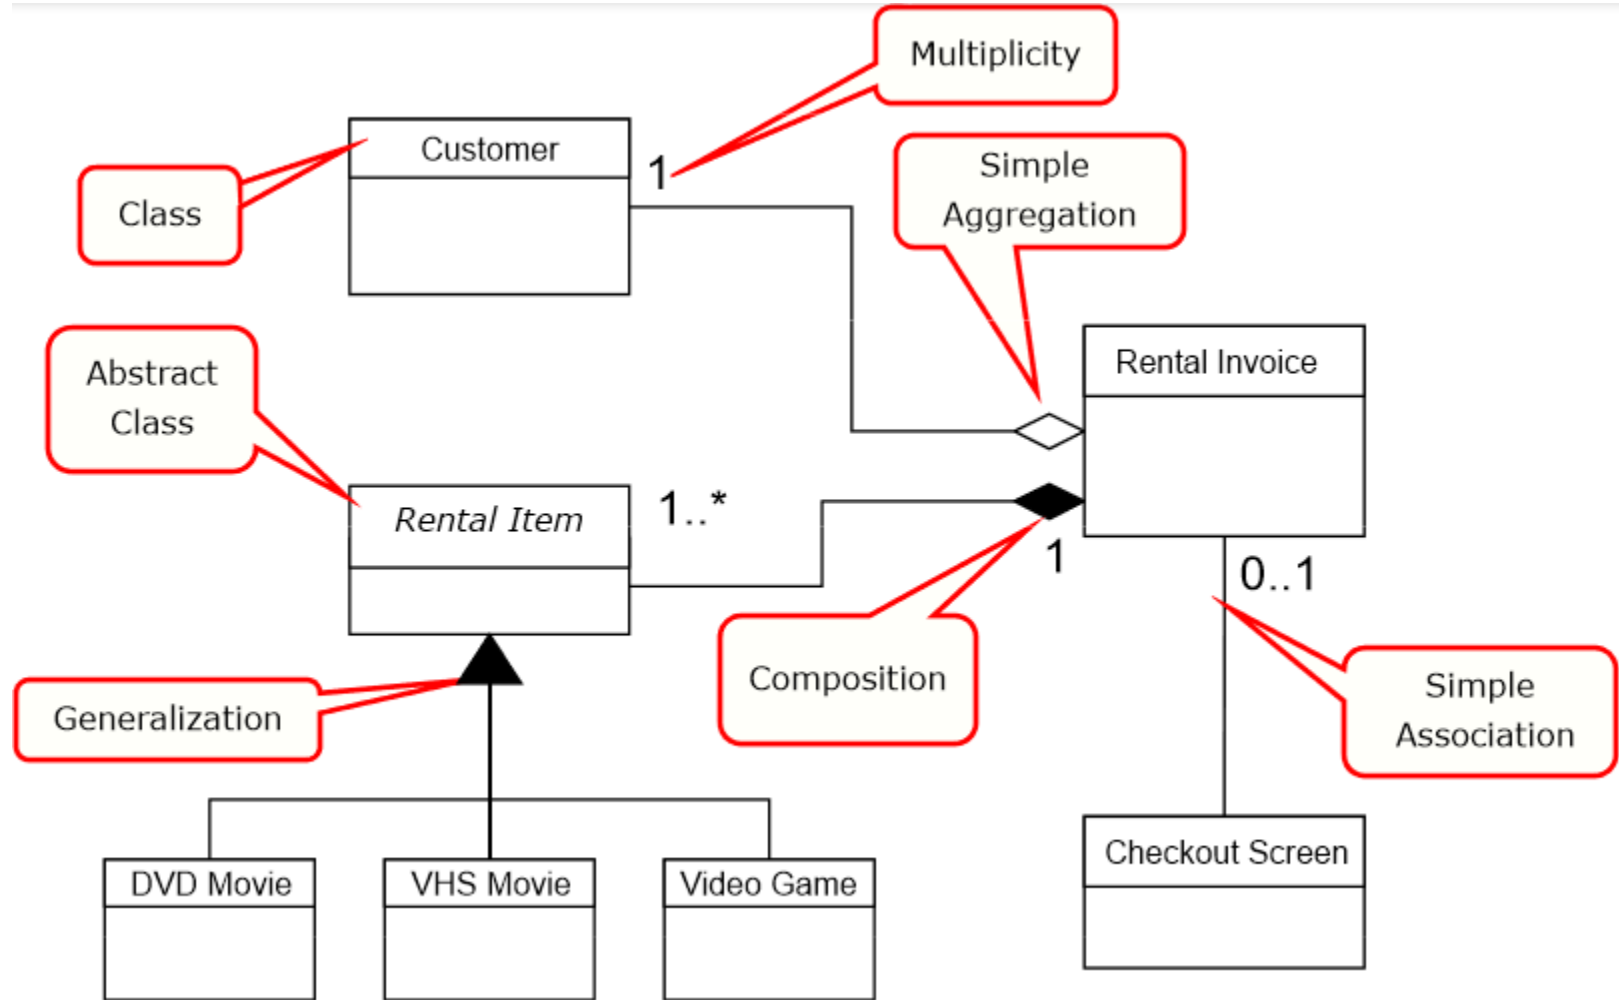 Multiplicity
Customer
1
Class
Simple
Aggregation
Rental Invoice
Abstract
Class
Rental Item
1..*
1
0..1
Composition
Simple
Association
Generalization
Checkout Screen
DVD Movie
VHS Movie
Video Game